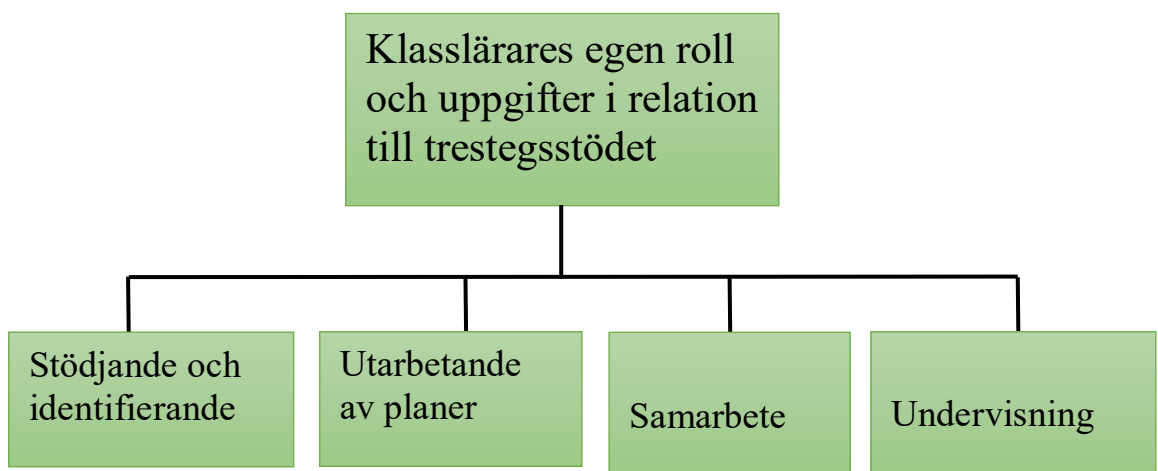 Klasslärares egen roll
och uppgifter i relation
till trestegsstödet
Stödjande och
identifierande
Utarbetande
av planer
Samarbete
Undervisning